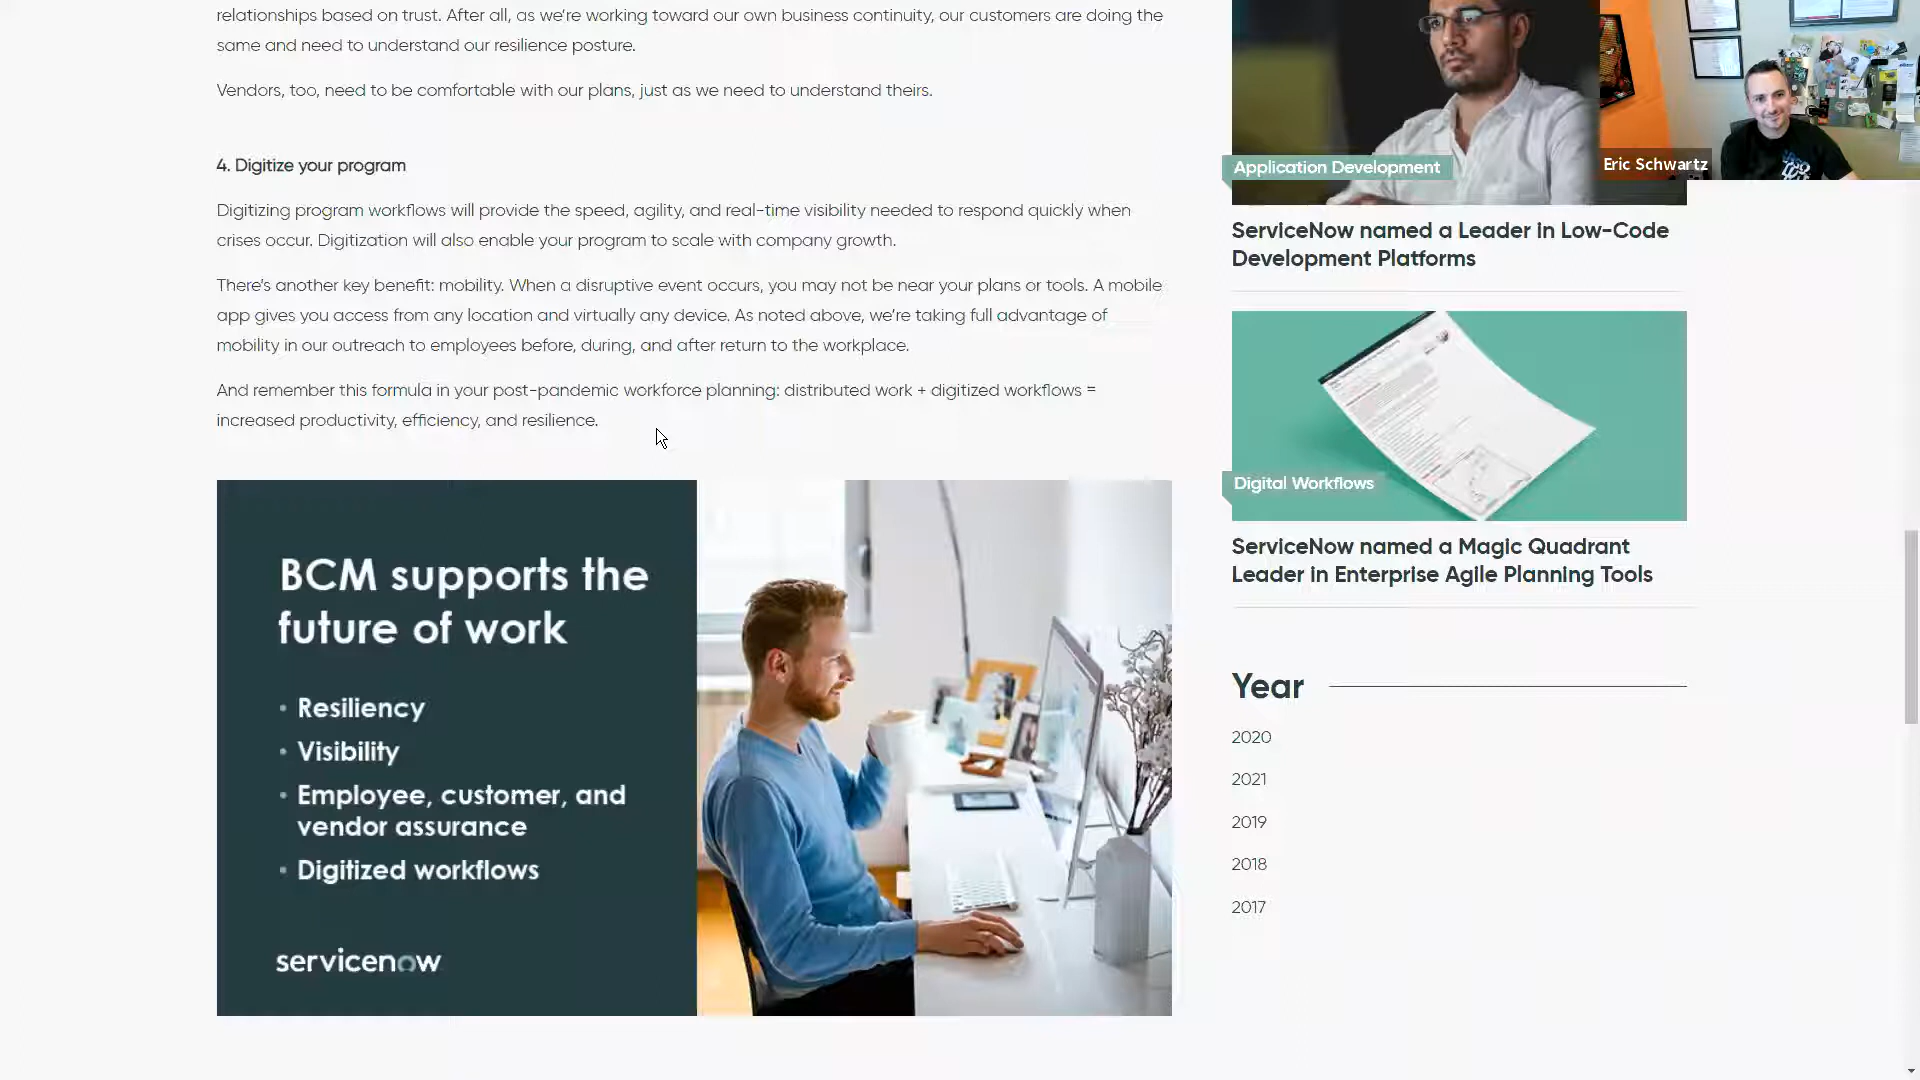 relationships based on trust. After all, as we're working toward our own business continuity, our customers are doing the
same and need to understand our resilience posture.
Vendors, too, need to be comfortable with our plans, just as we need to understand theirs.
4. Digitize your program
Digitizing program workflows will provide the speed, agility, and real-time visibility needed to respond quickly when
crises occur. Digitization will also enable your program to scale with company growth.
There's another key benefit: mobility. When a disruptive event occurs, you may not be near your plans or tools. A mobile
app gives you access from any location and virtually any device. As noted above, we're taking full advantage of
mobility in our outreach to employees before, during, and after return to the workplace.
And remember this formula in your post-pandemic workforce planning: distributed work + digitized workflows =
increased productivity, efficiency, and resilience.
BCM supports the
future of work
• Resiliency
• Visibility
• Employee, customer, and
vendor assurance
• Digitized workflows
servicenow
Application Development
Eric Schwartz
ServiceNow named a Leader in Low-Code
Development Platforms
Digital Workflows
ServiceNow named a Magic Quadrant
Leader in Enterprise Agile Planning Tools
Year
2020
2021
2019
2018
2017